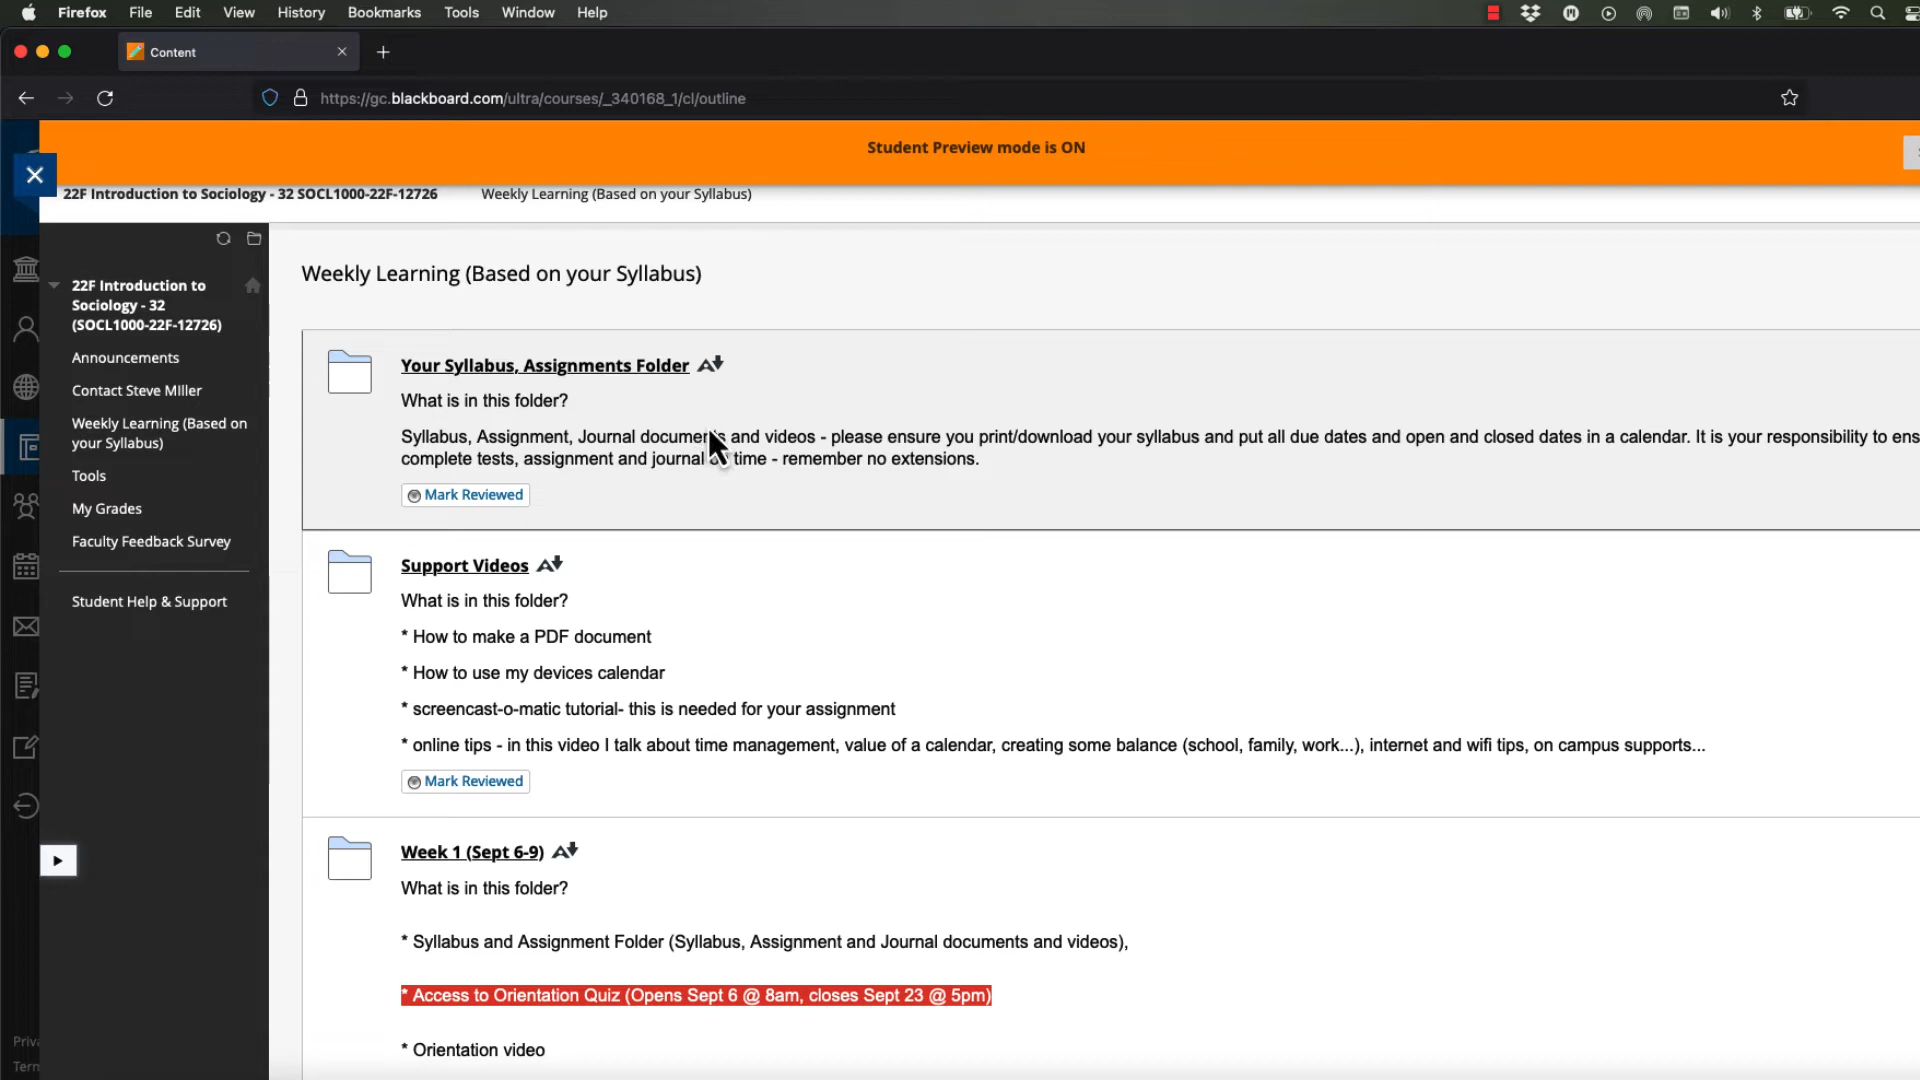 Firefox File Edit View History Bookmarks Tools Window Help
Content
https://gc.blackboard.com/ultra/courses/_340168_1/cl/outline
Student Preview mode is ON
22F Introduction to Sociology - 32 SOCL1000-22F-12726 Weekly Learning (Based on your Syllabus)
22F Introduction to
Sociology - 32
(SOCL1000-22F-12726)
Announcements
Contact Steve MIller
Weekly Learning (Based on
your Syllabus)
Tools
My Grades
Faculty Feedback Survey
Student Help & Support
Weekly Learning (Based on your Syllabus)
Your Syllabus, Assignments Folder
What is in this folder?
Syllabus, Assignment, Journal documents and videos - please ensure you print/download your syllabus and put all due dates and open and closed dates in a calendar. It is your responsibility to ens
complete tests, assignment and journal time - remember no extensions.
Mark Reviewed
Support Videos
What is in this folder?
* How to make a PDF document
* How to use my devices calendar
* screencast-o-matic tutorial- this is needed for your assignment
* online tips - in this video I talk about time management, value of a calendar, creating some balance (school, family, work...), internet and wifi tips, on campus supports...
Mark Reviewed
Week 1 (Sept 6-9)
What is in this folder?
* Syllabus and Assignment Folder (Syllabus, Assignment and Journal documents and videos),
* Access to Orientation Quiz (Opens Sept 6 @ 8am, closes Sept 23 @ 5pm)
* Orientation video
Priva
Term